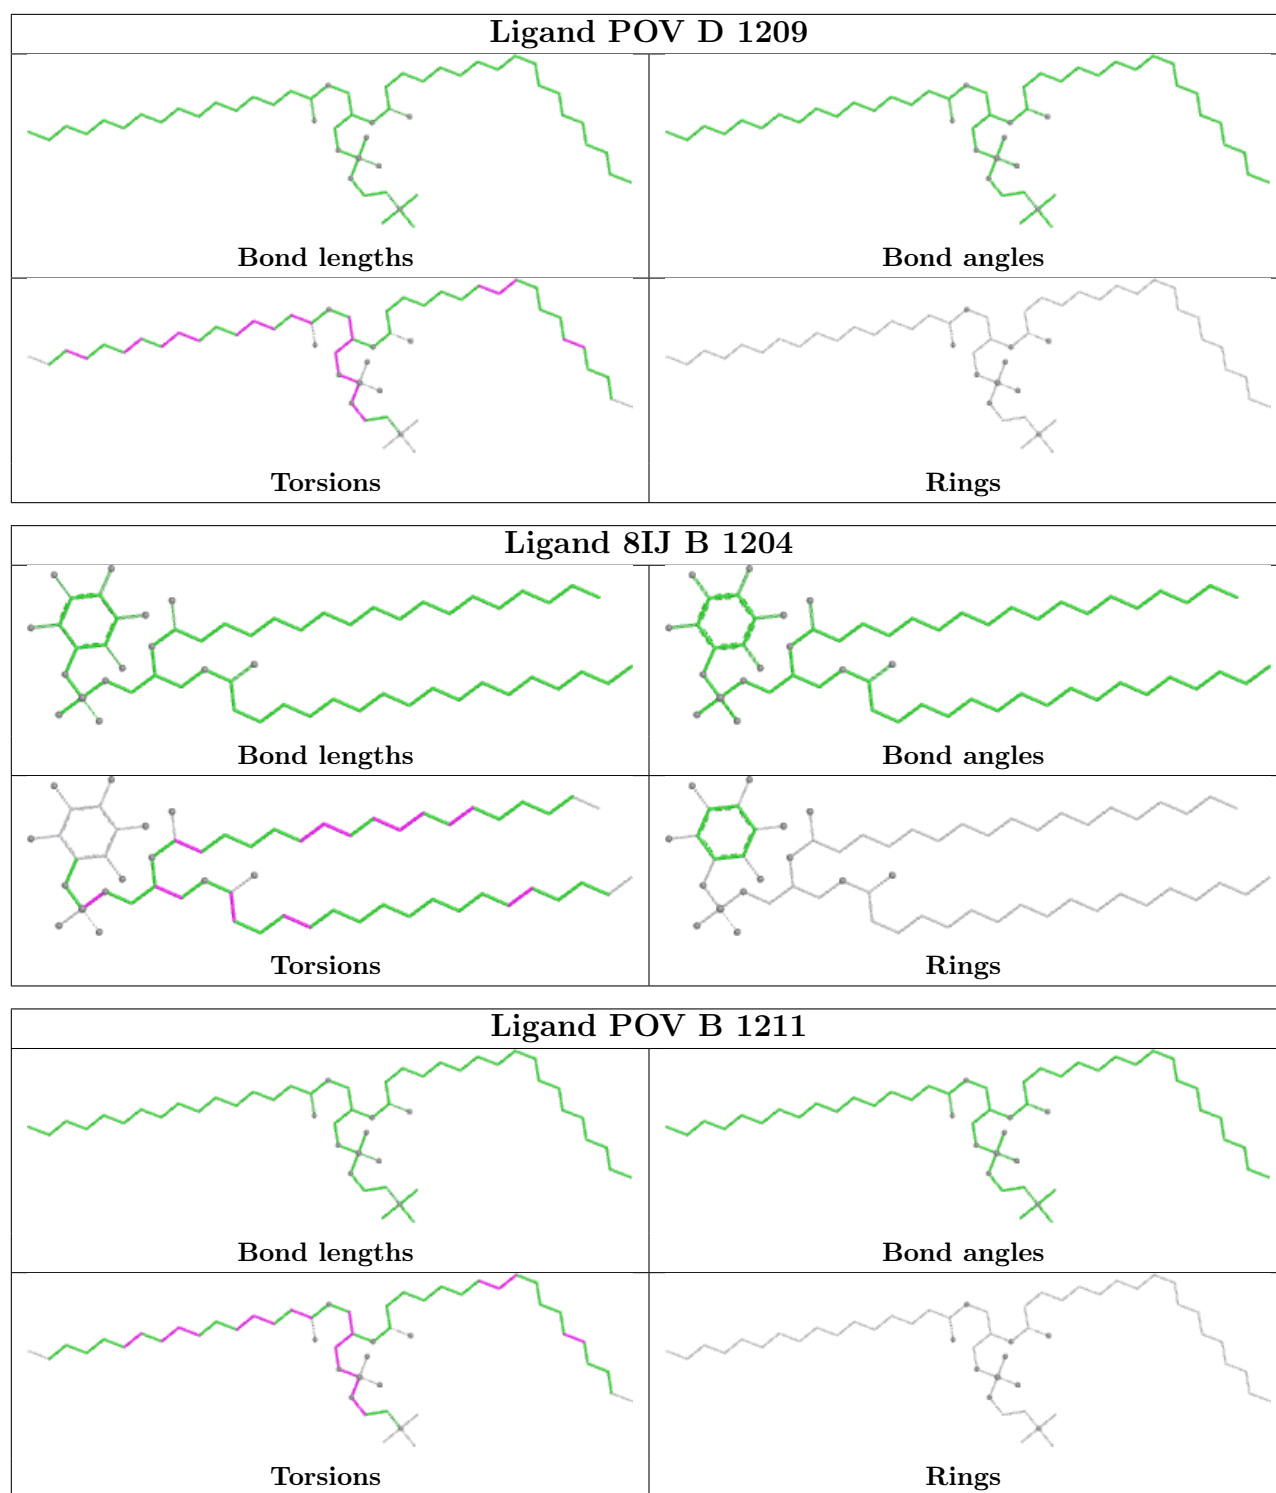 Ligand POV D 1209
Bond lengths
Bond angles
Torsions
Rings
Ligand 8IJ B 1204
Bond lengths
Bond angles
Torsions
Rings
Ligand POV B 1211
Bond lengths
Bond angles
Torsions
Rings